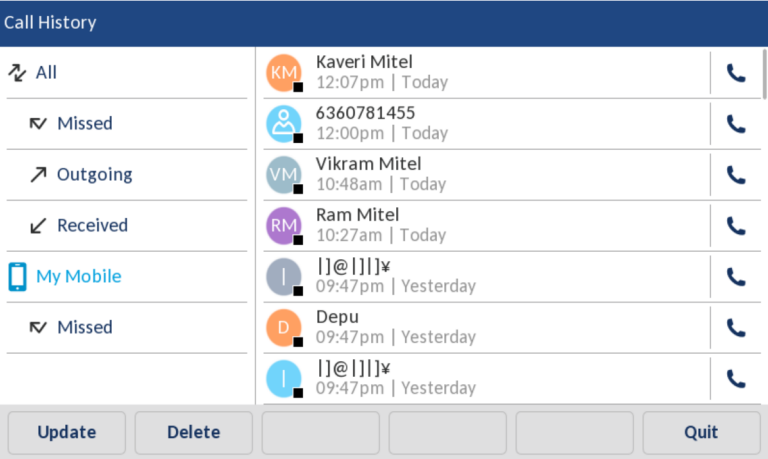 Call History
All
Missed
Outgoing
Received
My Mobile
Missed
KM
Kaveri Mitel
12:07pm | Today
6360781455
12:00pm | Today
VM
Vikram Mitel
10:48am | Today
RM
Ram Mitel
10:27am | Today
|
|]@|]|]¥
09:47pm | Yesterday
D
Depu
09:47pm | Yesterday
|
|]@|]|]¥
09:47pm | Yesterday
Update
Delete
Quit